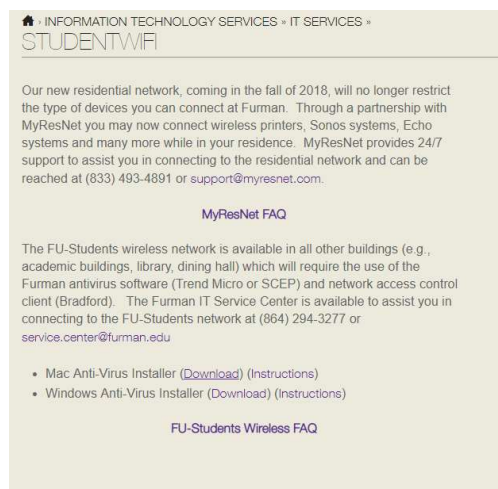 › INFORMATION TECHNOLOGY SERVICES » IT SERVICES »
STUDENTWIFI
Our new residential network, coming in the fall of 2018, will no longer restrict
the type of devices you can connect at Furman.  Through a partnership with
MyResNet you may now connect wireless printers, Sonos systems, Echo
systems and many more while in your residence.  MyResNet provides 24/7
support to assist you in connecting to the residential network and can be
reached at (833) 493-4891 or support@myresnet.com.
MyResNet FAQ
The FU-Students wireless network is available in all other buildings (e.g.,
academic buildings, library, dining hall) which will require the use of the
Furman antivirus software (Trend Micro or SCEP) and network access control
client (Bradford).   The Furman IT Service Center is available to assist you in
connecting to the FU-Students network at (864) 294-3277 or
service.center@furman.edu
• Mac Anti-Virus Installer (Download) (Instructions)
• Windows Anti-Virus Installer (Download) (Instructions)
FU-Students Wireless FAQ